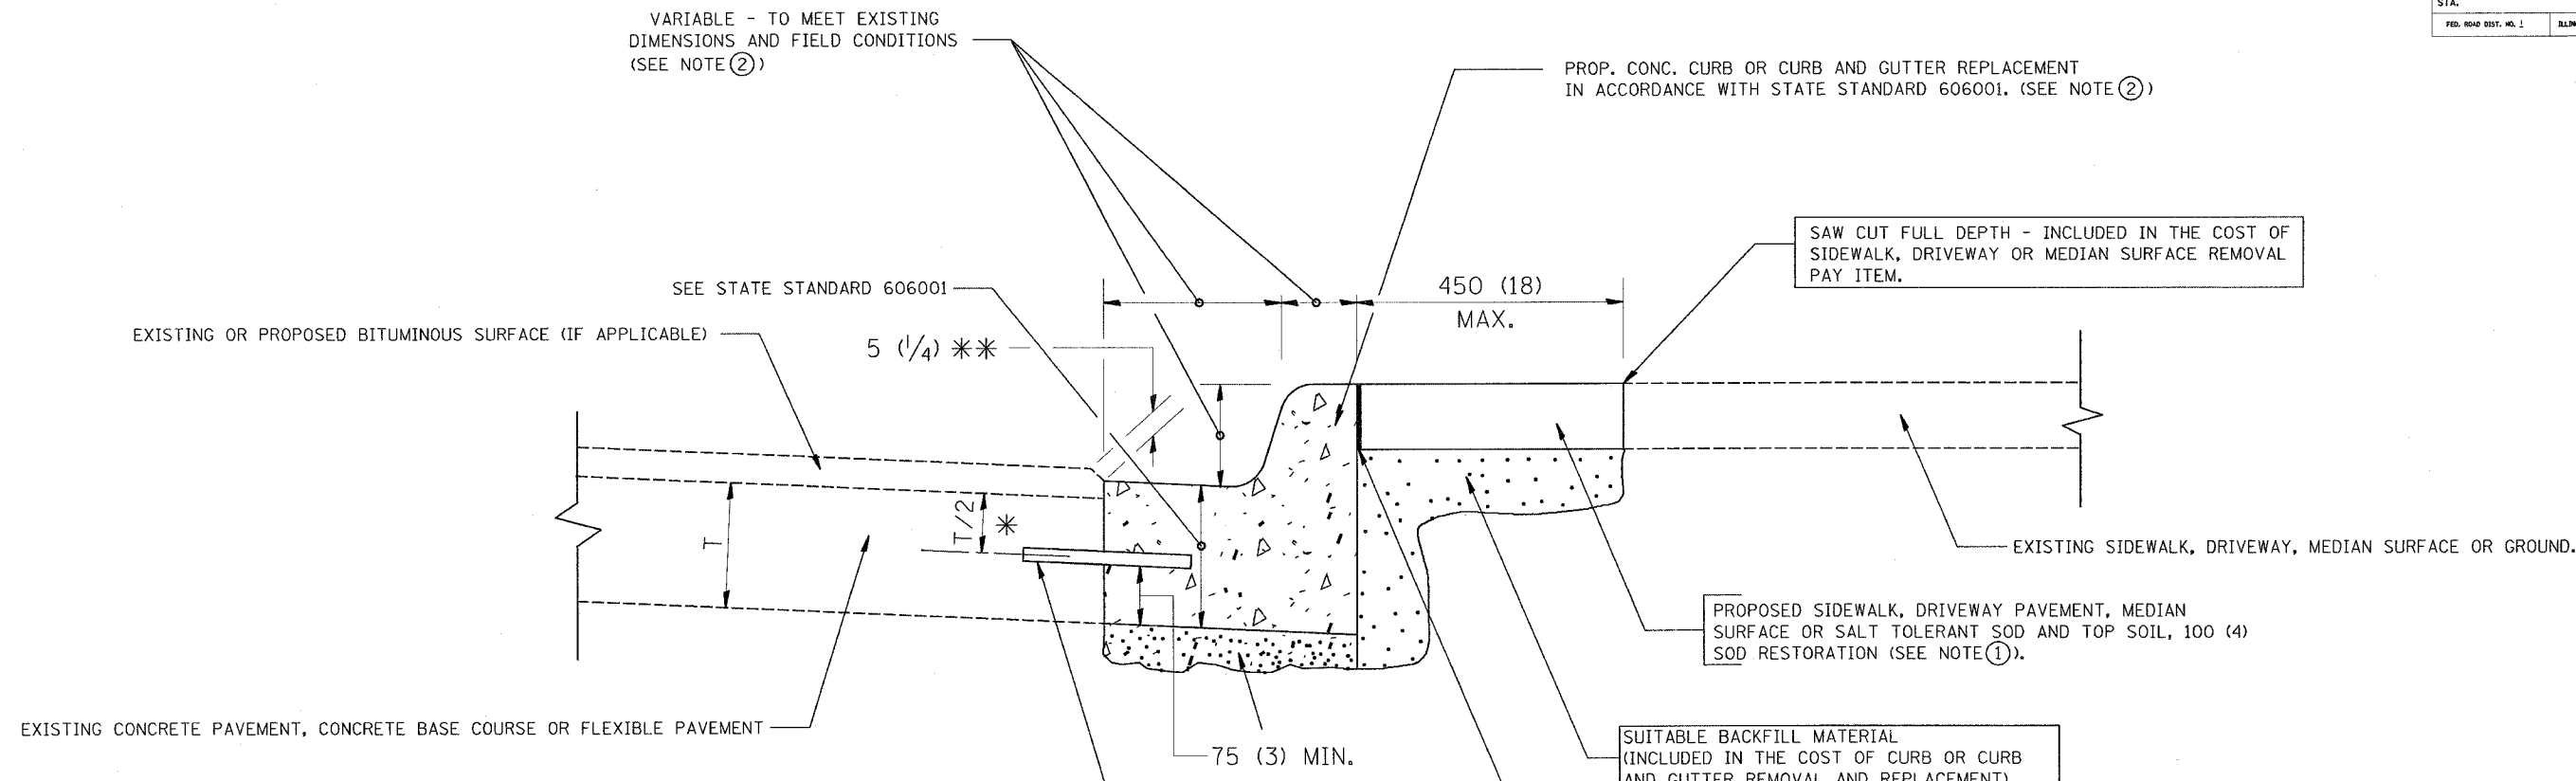 STA.
FED. ROAD DIST. NO. 1
VARIABLE - TO MEET EXISTING
DIMENSIONS AND FIELD CONDITIONS
(SEE NOTE ②)
PROP. CONC. CURB OR CURB AND GUTTER REPLACEMENT
IN ACCORDANCE WITH STATE STANDARD 606001. (SEE NOTE ②)
SAW CUT FULL DEPTH - INCLUDED IN THE COST OF
SIDEWALK, DRIVEWAY OR MEDIAN SURFACE REMOVAL
PAY ITEM.
SEE STATE STANDARD 606001
450 (18)
MAX.
EXISTING OR PROPOSED BITUMINOUS SURFACE (IF APPLICABLE)
5 (1/4) **
T
T/2
*
EXISTING SIDEWALK, DRIVEWAY, MEDIAN SURFACE OR GROUND.
PROPOSED SIDEWALK, DRIVEWAY PAVEMENT, MEDIAN
SURFACE OR SALT TOLERANT SOD AND TOP SOIL, 100 (4)
SOD RESTORATION (SEE NOTE ①).
EXISTING CONCRETE PAVEMENT, CONCRETE BASE COURSE OR FLEXIBLE PAVEMENT
75 (3) MIN.
SUITABLE BACKFILL MATERIAL
(INCLUDED IN THE COST OF CURB OR CURB
AND GUTTER REMOVAL AND REPLACEMENT)